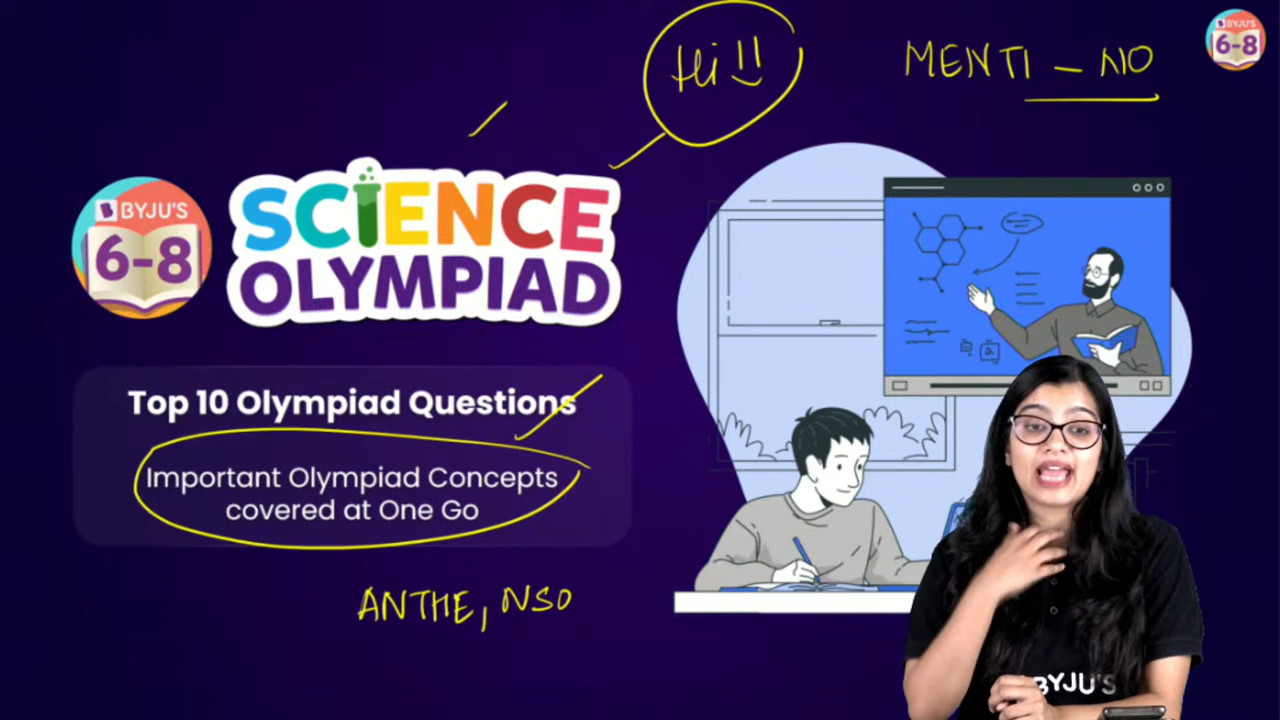 Hi!!
MENTI - NO
BYJU'S
6-8
BYJU'S
6-8
SCIENCE
OLYMPIAD
Top 10 Olympiad Questions
Important Olympiad Concepts
covered at One Go
ANTHE, NSO
BYJU'S